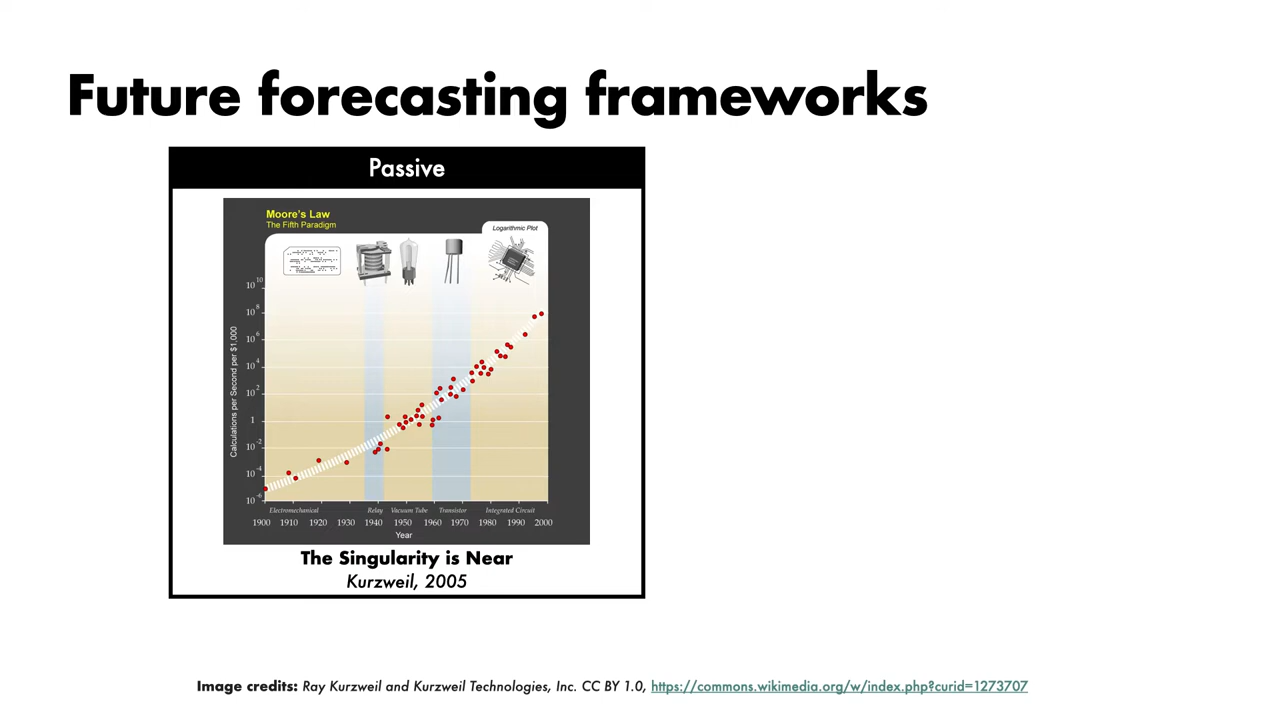 Future forecasting frameworks
Passive
Moore's Law
The Fifth Paradigm
Logarithmic Plot
Calculations per Second per $1,000
10^10
10^8
10^6
10^4
10^2
1
10^-2
10^-4
10^-6
Electromechanical Relay Vacuum Tube Transistor Integrated Circuit
1900 1910 1920 1930 1940 1950 1960 1970 1980 1990 2000
Year
The Singularity is Near
Kurzweil, 2005
Image credits: Ray Kurzweil and Kurzweil Technologies, Inc. CC BY 1.0, https://commons.wikimedia.org/w/index.php?curid=1273707